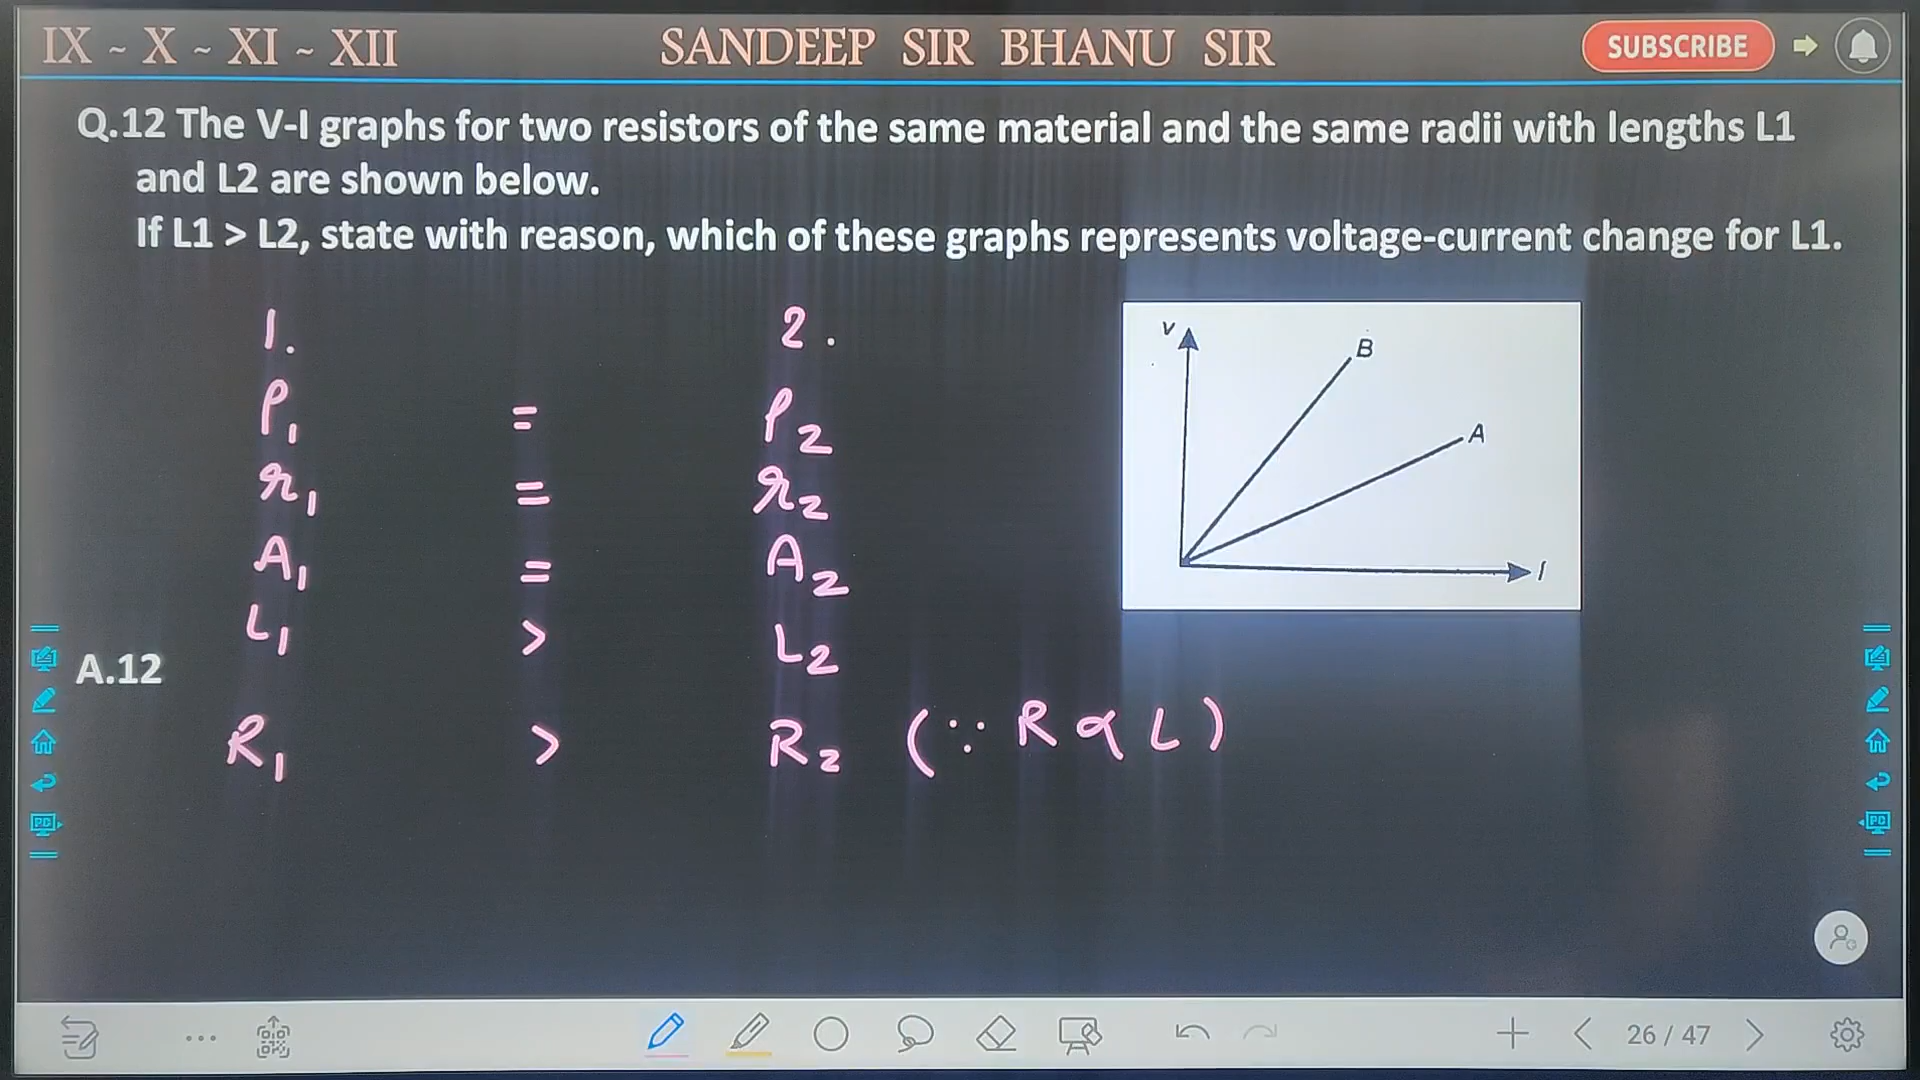 IX ~ X ~ XI ~ XII SANDEEP SIR BHANU SIR SUBSCRIBE
Q.12 The V-I graphs for two resistors of the same material and the same radii with lengths L1
and L2 are shown below.
If L1 > L2, state with reason, which of these graphs represents voltage-current change for L1.
1. 2.
ρ₁ = ρ₂
r₁ = r₂
A₁ = A₂
L₁ > L₂
A.12
R₁ > R₂ (∵ R ∝ L)
V
B
A
I
PD
PD
26 / 47